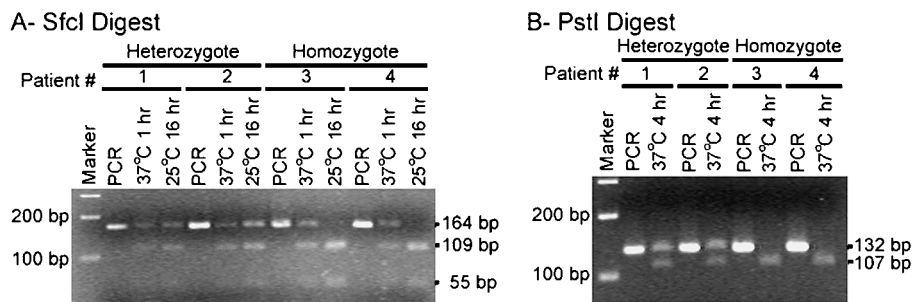 A- SfcI Digest
Heterozygote Homozygote
Patient # 1 2 3 4
Marker PCR 37°C 1 hr 25°C 16 hr PCR 37°C 1 hr 25°C 16 hr PCR 37°C 1 hr 25°C 16 hr PCR 37°C 1 hr 25°C 16 hr
200 bp
100 bp
164 bp
109 bp
55 bp
B- PstI Digest
Heterozygote Homozygote
Patient # 1 2 3 4
Marker PCR 37°C 4 hr PCR 37°C 4 hr PCR 37°C 4 hr PCR 37°C 4 hr
200 bp
100 bp
132 bp
107 bp